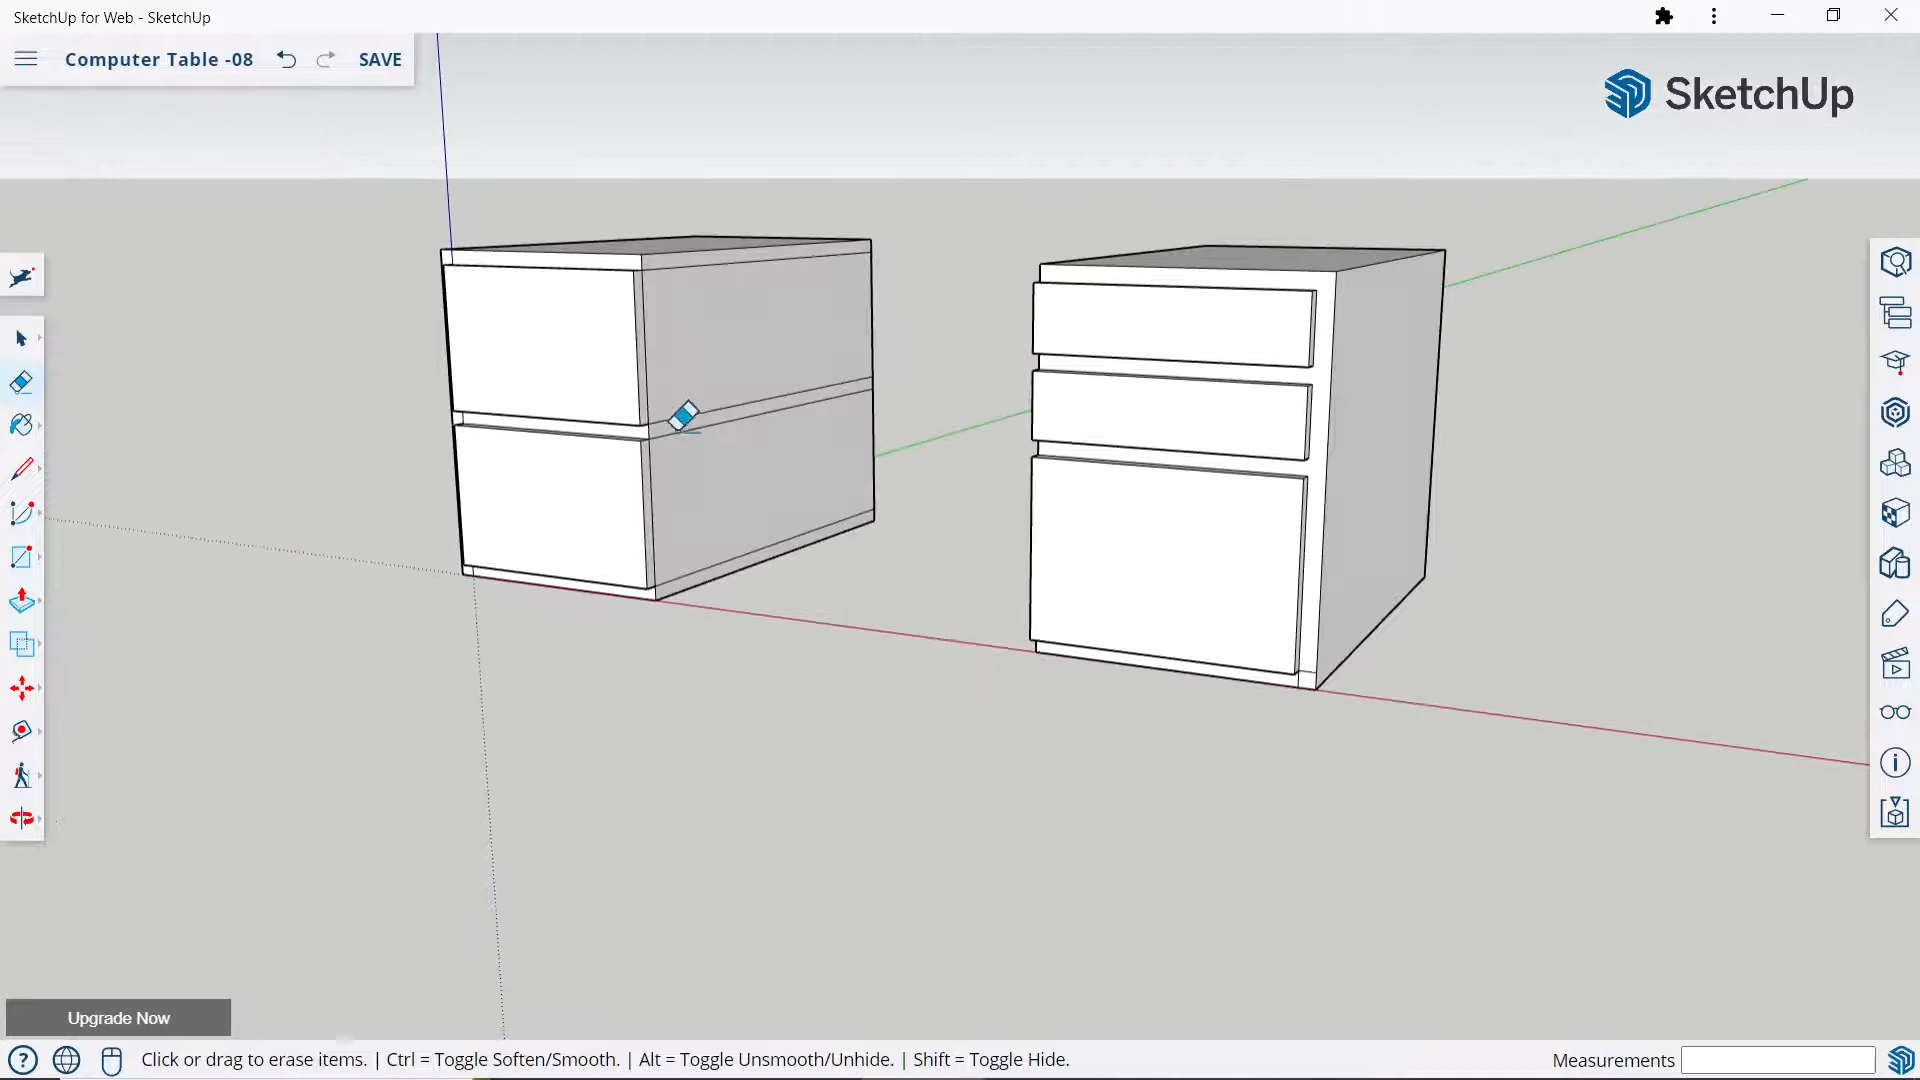 SketchUp for Web - SketchUp
Computer Table -08 SAVE
SketchUp
Upgrade Now
Click or drag to erase items. | Ctrl = Toggle Soften/Smooth. | Alt = Toggle Unsmooth/Unhide. | Shift = Toggle Hide.
Measurements